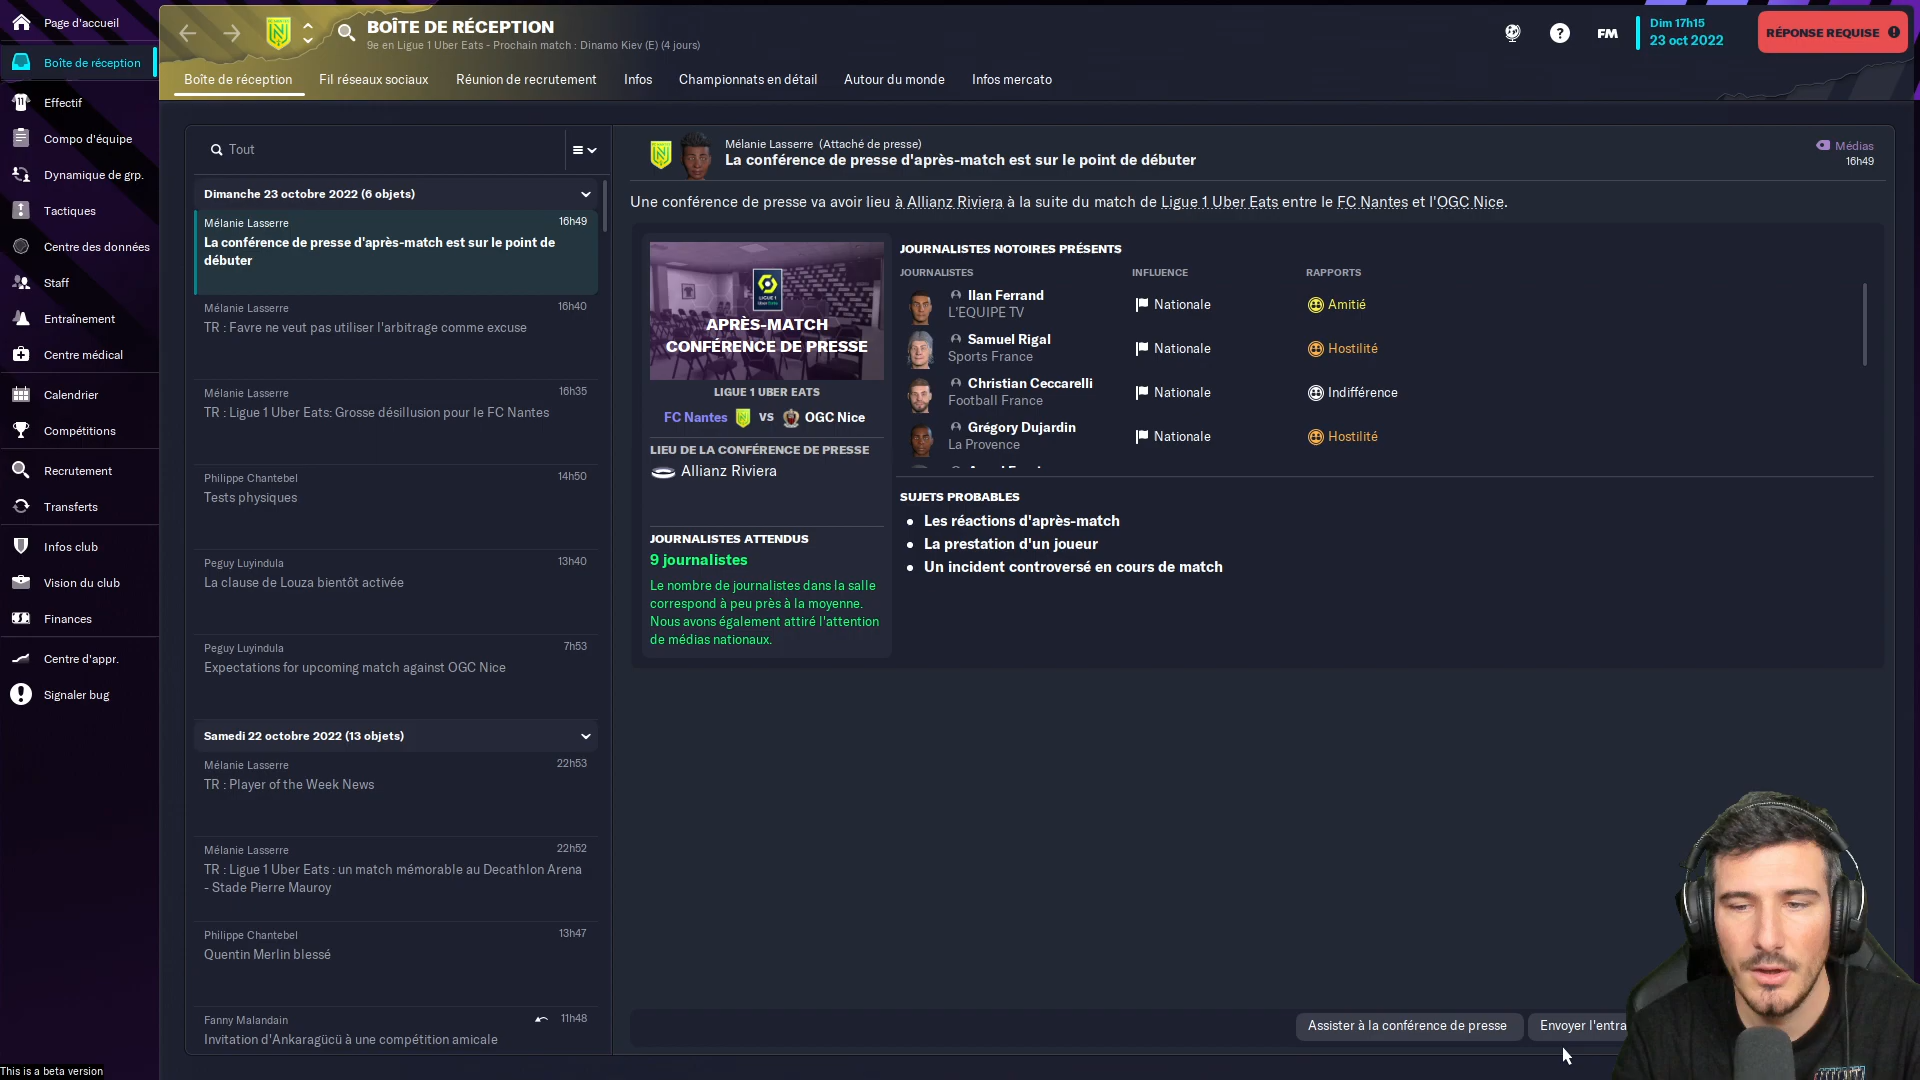 Page d'accueil
Boîte de réception
Effectif
Compo d'équipe
Dynamique de grp.
Tactiques
Centre des données
Staff
Entraînement
Centre médical
Calendrier
Compétitions
Recrutement
Transferts
Infos club
Vision du club
Finances
Centre d'appr.
Signaler bug
This is a beta version
BOÎTE DE RÉCEPTION
9e en Ligue 1 Uber Eats - Prochain match : Dinamo Kiev (E) (4 jours)
FM
Dim 17h15
23 oct 2022
RÉPONSE REQUISE
Boîte de réception Fil réseaux sociaux Réunion de recrutement Infos Championnats en détail Autour du monde Infos mercato
Tout
Dimanche 23 octobre 2022 (6 objets)
Mélanie Lasserre 16h49
La conférence de presse d'après-match est sur le point de
débuter
Mélanie Lasserre 16h40
TR : Favre ne veut pas utiliser l'arbitrage comme excuse
Mélanie Lasserre 16h35
TR : Ligue 1 Uber Eats: Grosse désillusion pour le FC Nantes
Philippe Chantebel 14h50
Tests physiques
Peguy Luyindula 13h40
La clause de Louza bientôt activée
Peguy Luyindula 7h53
Expectations for upcoming match against OGC Nice
Samedi 22 octobre 2022 (13 objets)
Mélanie Lasserre 22h53
TR : Player of the Week News
Mélanie Lasserre 22h52
TR : Ligue 1 Uber Eats : un match mémorable au Decathlon Arena
- Stade Pierre Mauroy
Philippe Chantebel 13h47
Quentin Merlin blessé
Fanny Malandain 11h48
Invitation d'Ankaragücü à une compétition amicale
Mélanie Lasserre (Attaché de presse)
La conférence de presse d'après-match est sur le point de débuter
Médias
16h49
Une conférence de presse va avoir lieu à Allianz Riviera à la suite du match de Ligue 1 Uber Eats entre le FC Nantes et l'OGC Nice.
LIGUE 1
Uber Eats
APRÈS-MATCH
CONFÉRENCE DE PRESSE
LIGUE 1 UBER EATS
FC Nantes VS OGC Nice
LIEU DE LA CONFÉRENCE DE PRESSE
Allianz Riviera
JOURNALISTES ATTENDUS
9 journalistes
Le nombre de journalistes dans la salle
correspond à peu près à la moyenne.
Nous avons également attiré l'attention
de médias nationaux.
JOURNALISTES NOTOIRES PRÉSENTS
JOURNALISTES INFLUENCE RAPPORTS
Ilan Ferrand
L'EQUIPE TV
Nationale Amitié
Samuel Rigal
Sports France
Nationale Hostilité
Christian Ceccarelli
Football France
Nationale Indifférence
Grégory Dujardin
La Provence
Nationale Hostilité
SUJETS PROBABLES
• Les réactions d'après-match
• La prestation d'un joueur
• Un incident controversé en cours de match
Assister à la conférence de presse
Envoyer l'entra